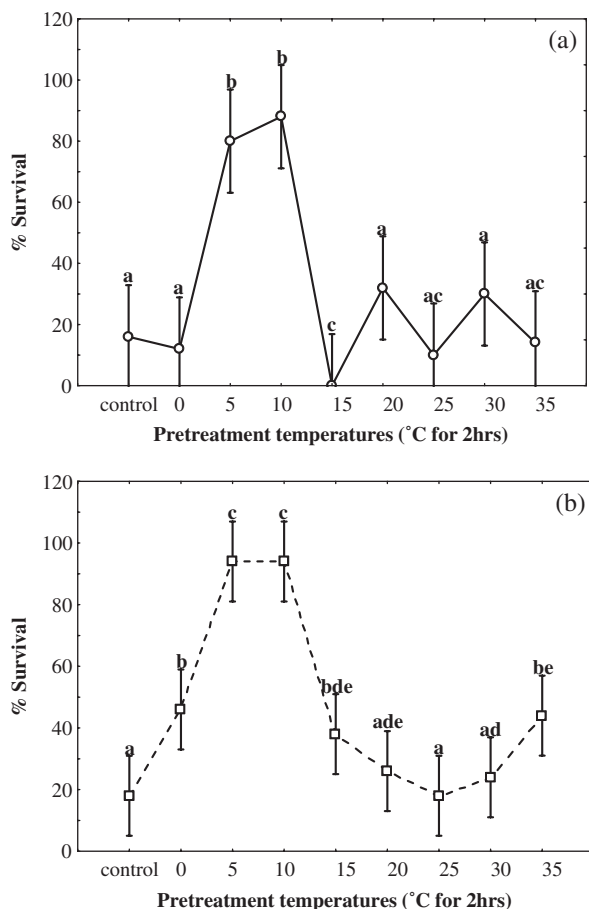 (a)
120
100
80
60
40
20
0
% Survival
a a b b c a ac a ac
control 0 5 10 15 20 25 30 35
Pretreatment temperatures (˚C for 2hrs)
(b)
120
100
80
60
40
20
0
% Survival
a b c c bde ade a ad be
control 0 5 10 15 20 25 30 35
Pretreatment temperatures (˚C for 2hrs)